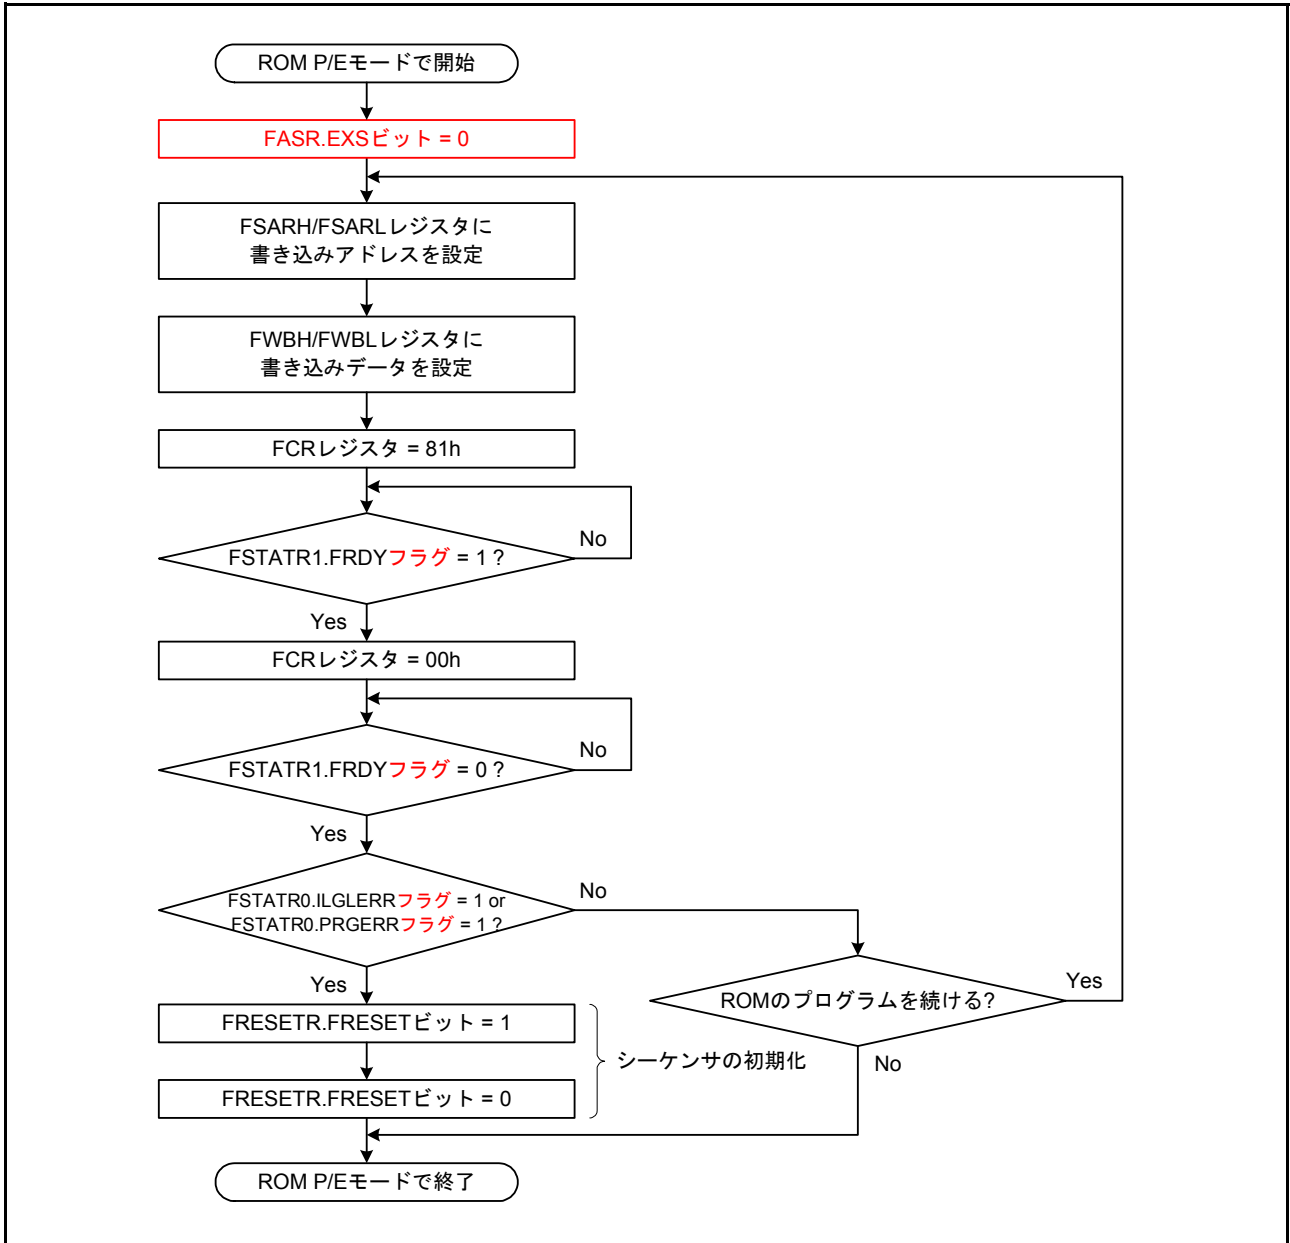 ROM P/Eモードで開始
FASR.EXSビット = 0
FSARH/FSARLレジスタに
書き込みアドレスを設定
FWBH/FWBLレジスタに
書き込みデータを設定
FCRレジスタ = 81h
FSTATR1.FRDYフラグ = 1 ?
No
Yes
FCRレジスタ = 00h
FSTATR1.FRDYフラグ = 0 ?
No
Yes
FSTATR0.ILGLERRフラグ = 1 or
FSTATR0.PRGERRフラグ = 1 ?
No
Yes
ROMのプログラムを続ける?
Yes
No
FRESETR.FRESETビット = 1
シーケンサの初期化
FRESETR.FRESETビット = 0
ROM P/Eモードで終了